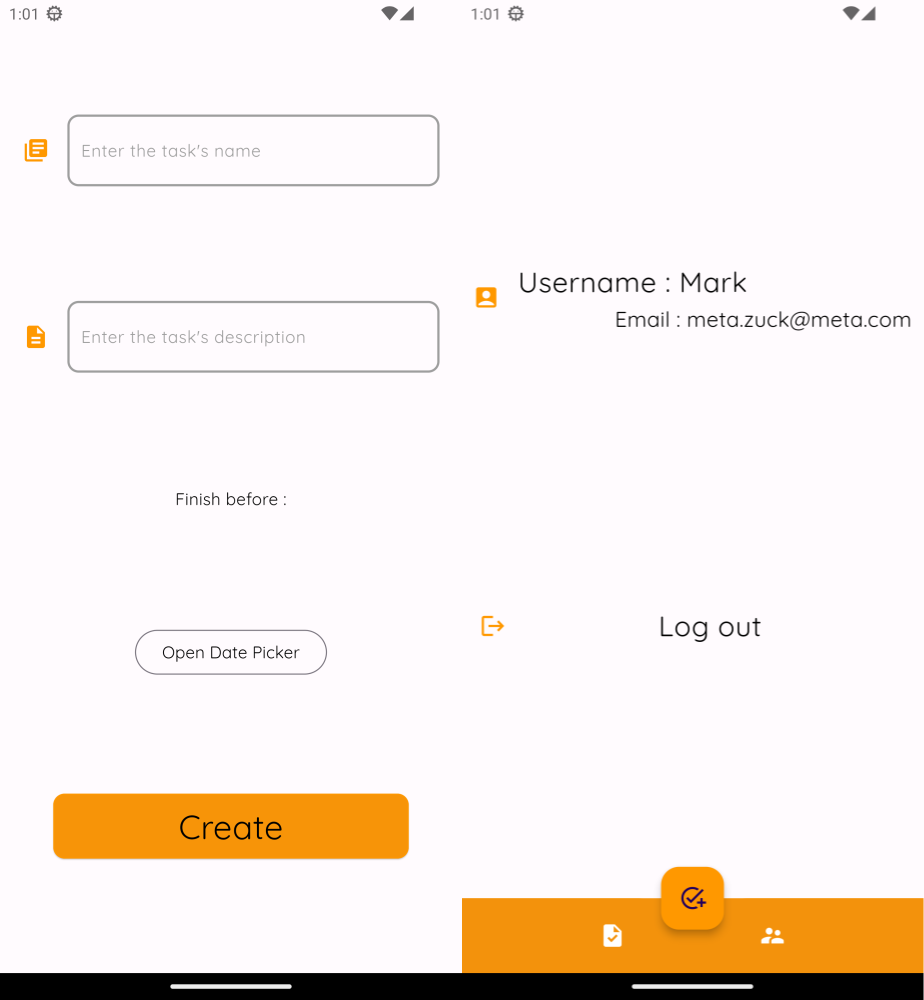 1:01
Enter the task's name
Enter the task's description
Finish before :
Open Date Picker
Create
1:01
Username : Mark
Email : meta.zuck@meta.com
Log out